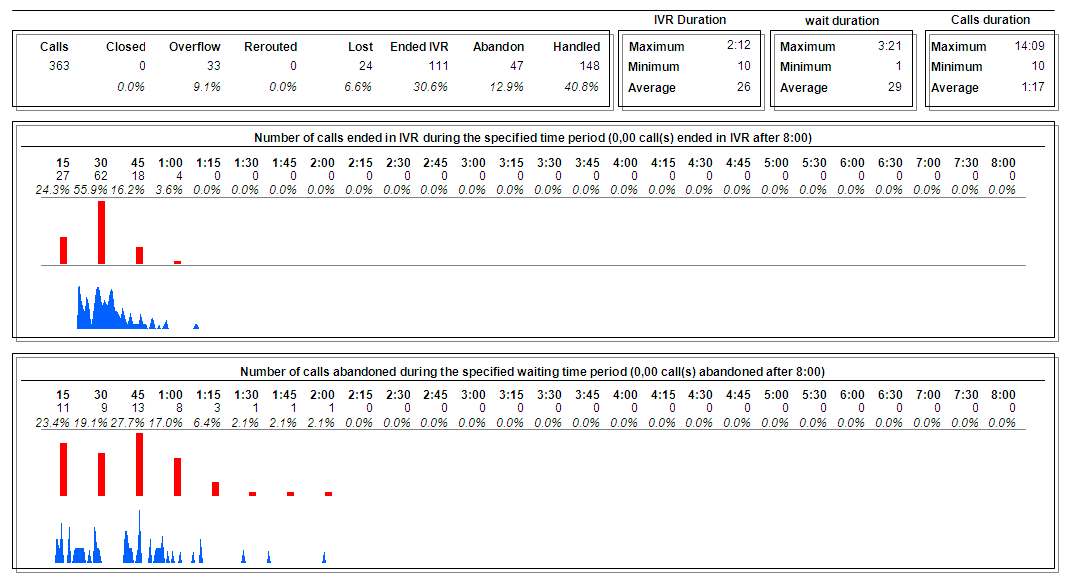 IVR Duration wait duration Calls duration
Calls Closed Overflow Rerouted Lost Ended IVR Abandon Handled Maximum 2:12 Maximum 3:21 Maximum 14:09
363 0 33 0 24 111 47 148 Minimum 10 Minimum 1 Minimum 10
0.0% 9.1% 0.0% 6.6% 30.6% 12.9% 40.8% Average 26 Average 29 Average 1:17
Number of calls ended in IVR during the specified time period (0,00 call(s) ended in IVR after 8:00)
15 30 45 1:00 1:15 1:30 1:45 2:00 2:15 2:30 2:45 3:00 3:15 3:30 3:45 4:00 4:15 4:30 4:45 5:00 5:30 6:00 6:30 7:00 7:30 8:00
27 62 18 4 0 0 0 0 0 0 0 0 0 0 0 0 0 0 0 0 0 0 0 0 0 0
24.3% 55.9% 16.2% 3.6% 0.0% 0.0% 0.0% 0.0% 0.0% 0.0% 0.0% 0.0% 0.0% 0.0% 0.0% 0.0% 0.0% 0.0% 0.0% 0.0% 0.0% 0.0% 0.0% 0.0% 0.0% 0.0%
Number of calls abandoned during the specified waiting time period (0,00 call(s) abandoned after 8:00)
15 30 45 1:00 1:15 1:30 1:45 2:00 2:15 2:30 2:45 3:00 3:15 3:30 3:45 4:00 4:15 4:30 4:45 5:00 5:30 6:00 6:30 7:00 7:30 8:00
11 9 13 8 3 1 1 1 0 0 0 0 0 0 0 0 0 0 0 0 0 0 0 0 0 0
23.4% 19.1% 27.7% 17.0% 6.4% 2.1% 2.1% 2.1% 0.0% 0.0% 0.0% 0.0% 0.0% 0.0% 0.0% 0.0% 0.0% 0.0% 0.0% 0.0% 0.0% 0.0% 0.0% 0.0% 0.0% 0.0%